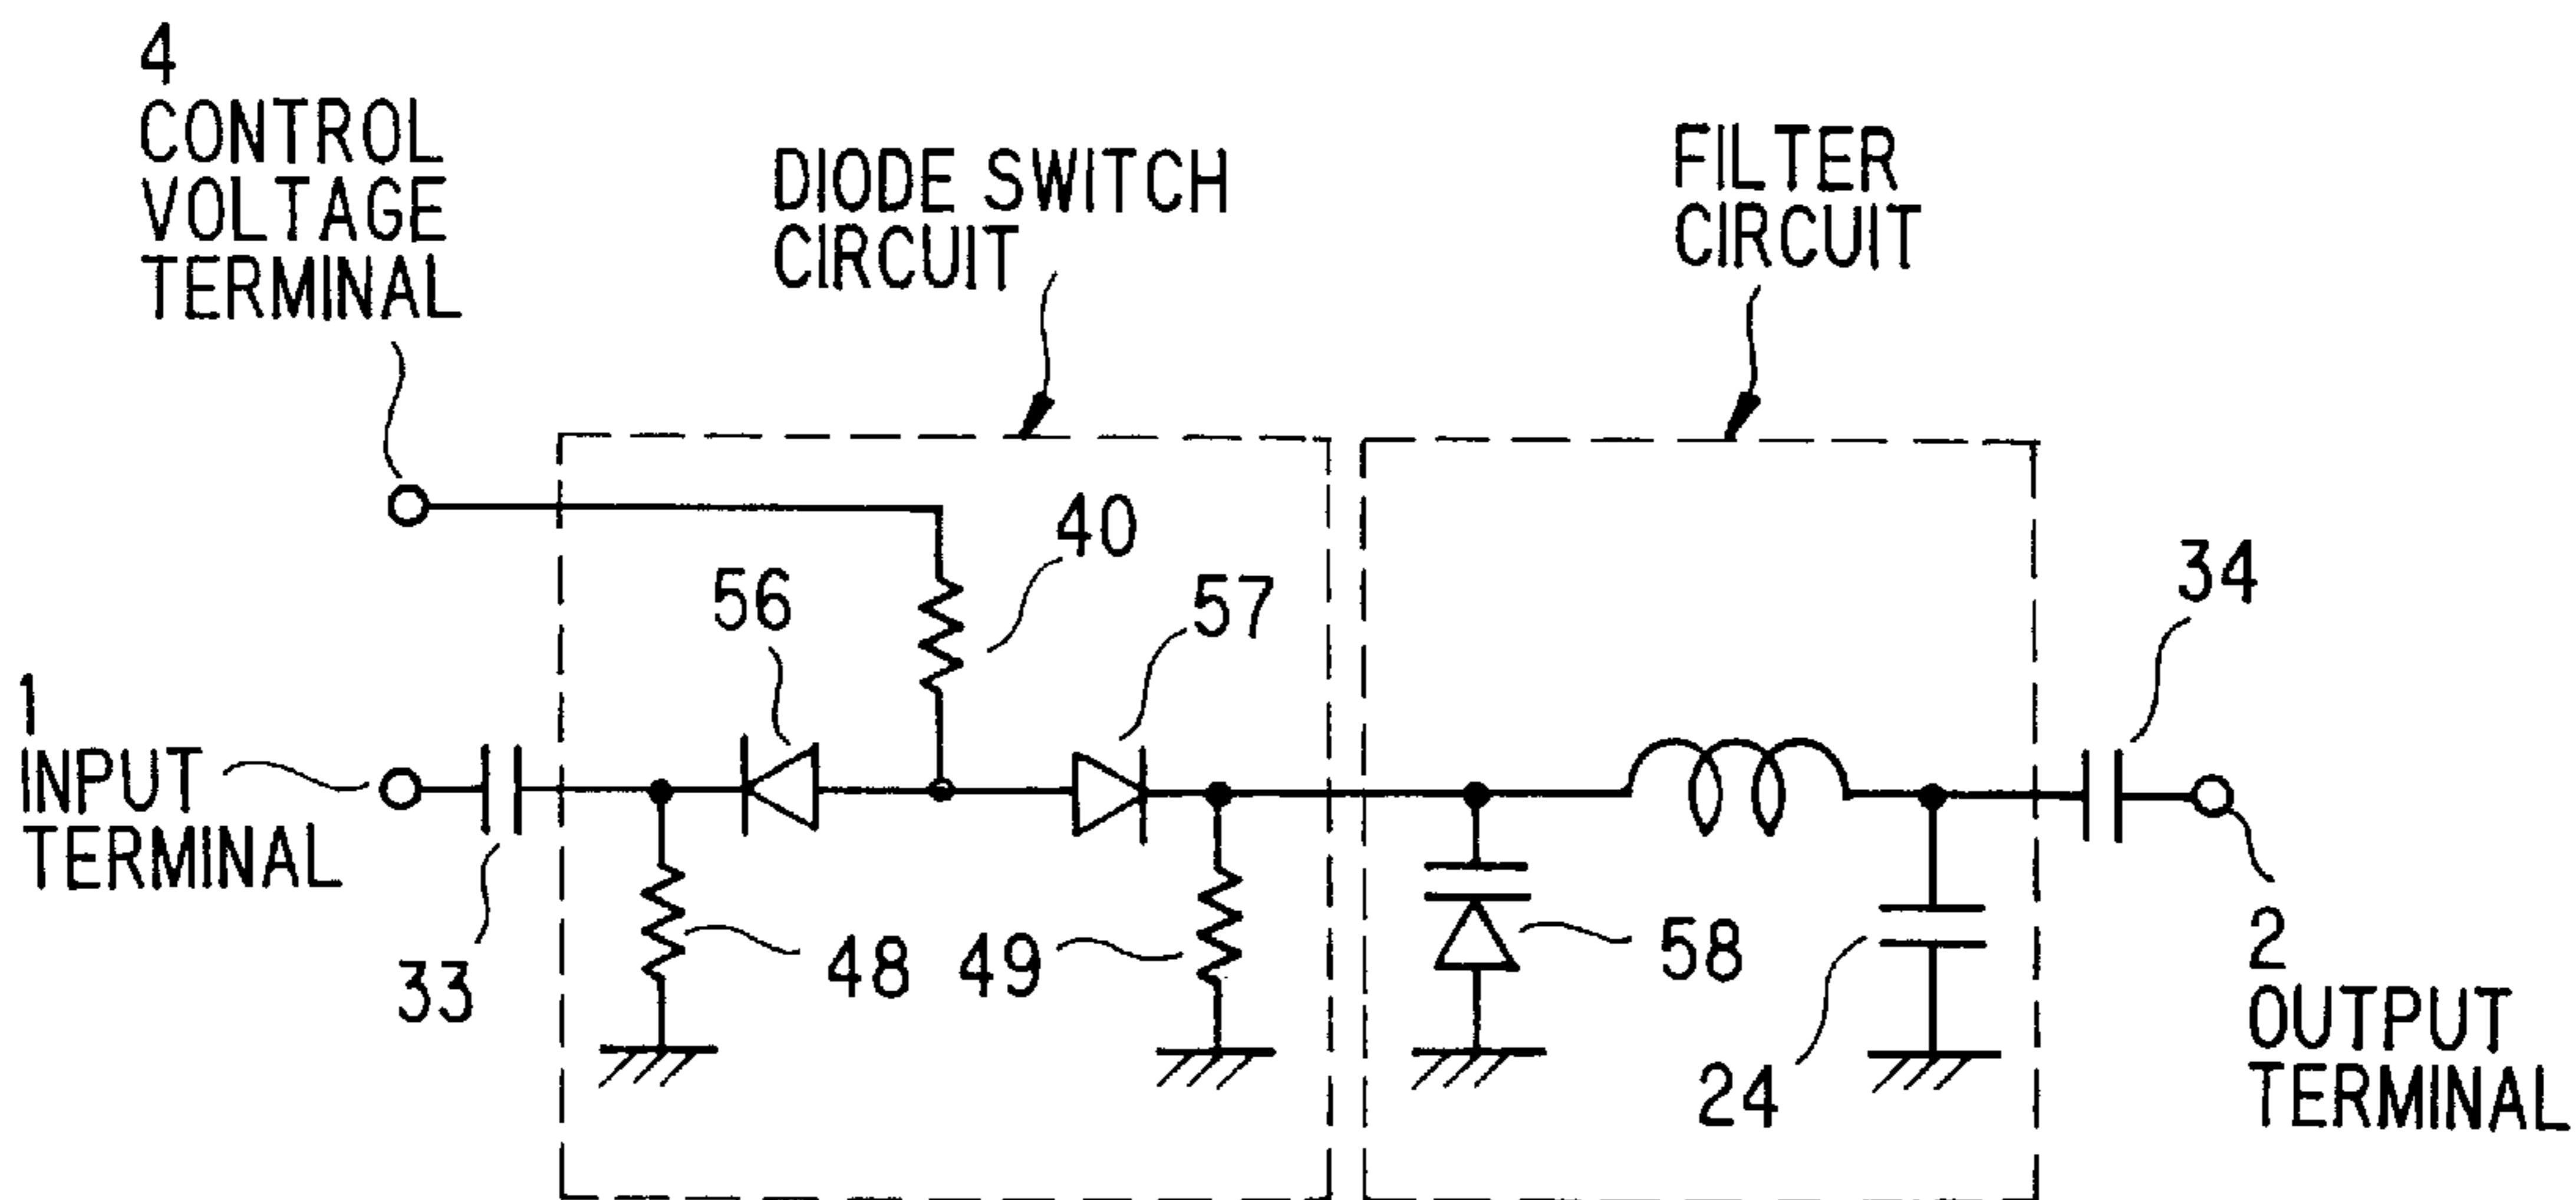 4
CONTROL
VOLTAGE
TERMINAL
DIODE SWITCH
CIRCUIT
FILTER
CIRCUIT
40
56
57
34
1
INPUT
TERMINAL
33
48
49
58
24
2
OUTPUT
TERMINAL